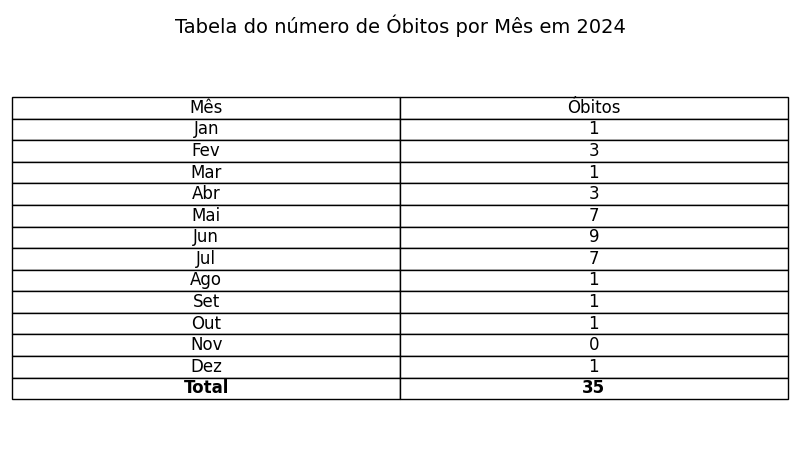 Tabela do número de Óbitos por Mês em 2024
Mês Óbitos
Jan 1
Fev 3
Mar 1
Abr 3
Mai 7
Jun 9
Jul 7
Ago 1
Set 1
Out 1
Nov 0
Dez 1
Total 35